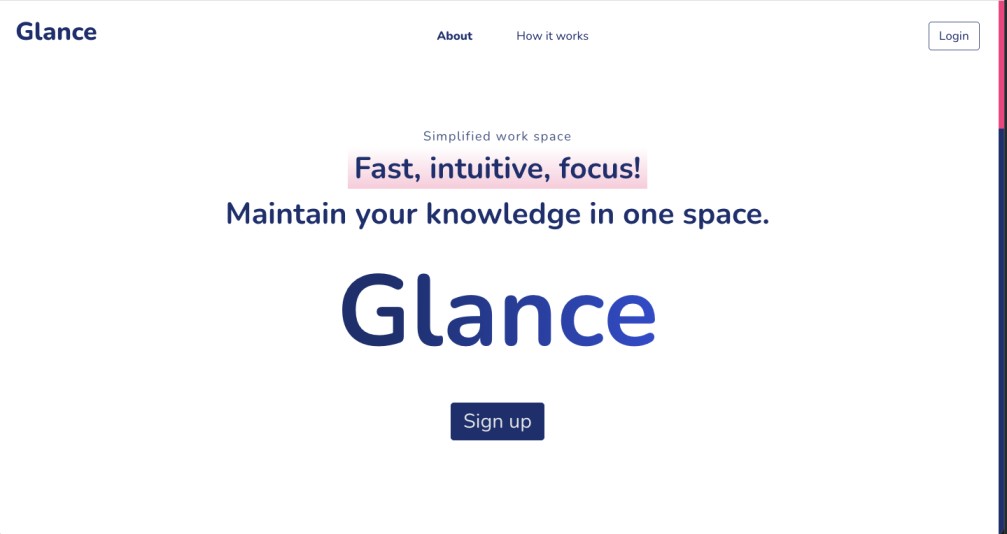 Glance
About
How it works
Login
Simplified work space
Fast, intuitive, focus!
Maintain your knowledge in one space.
Glance
Sign up